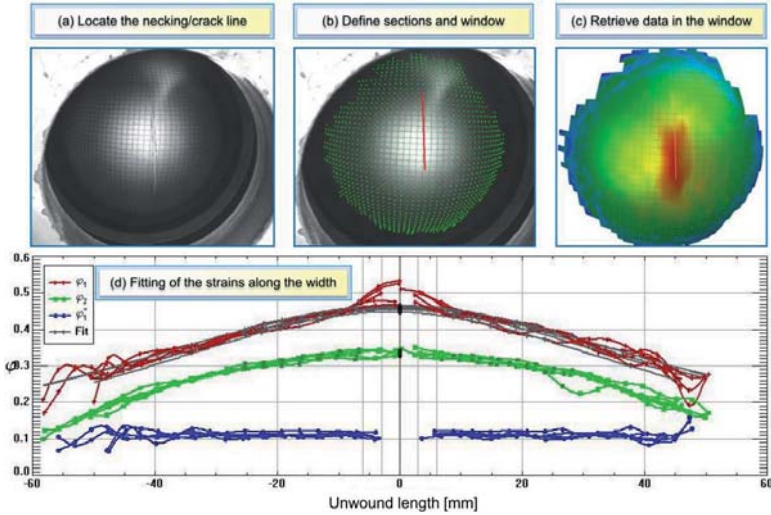 (a) Locate the necking/crack line
(b) Define sections and window
(c) Retrieve data in the window
(d) Fitting of the strains along the width
φ₁
φ₂
φ₁*
Fit
φ
0.6
0.5
0.4
0.3
0.2
0.1
0.0
-60
-40
-20
0
20
40
60
Unwound length [mm]